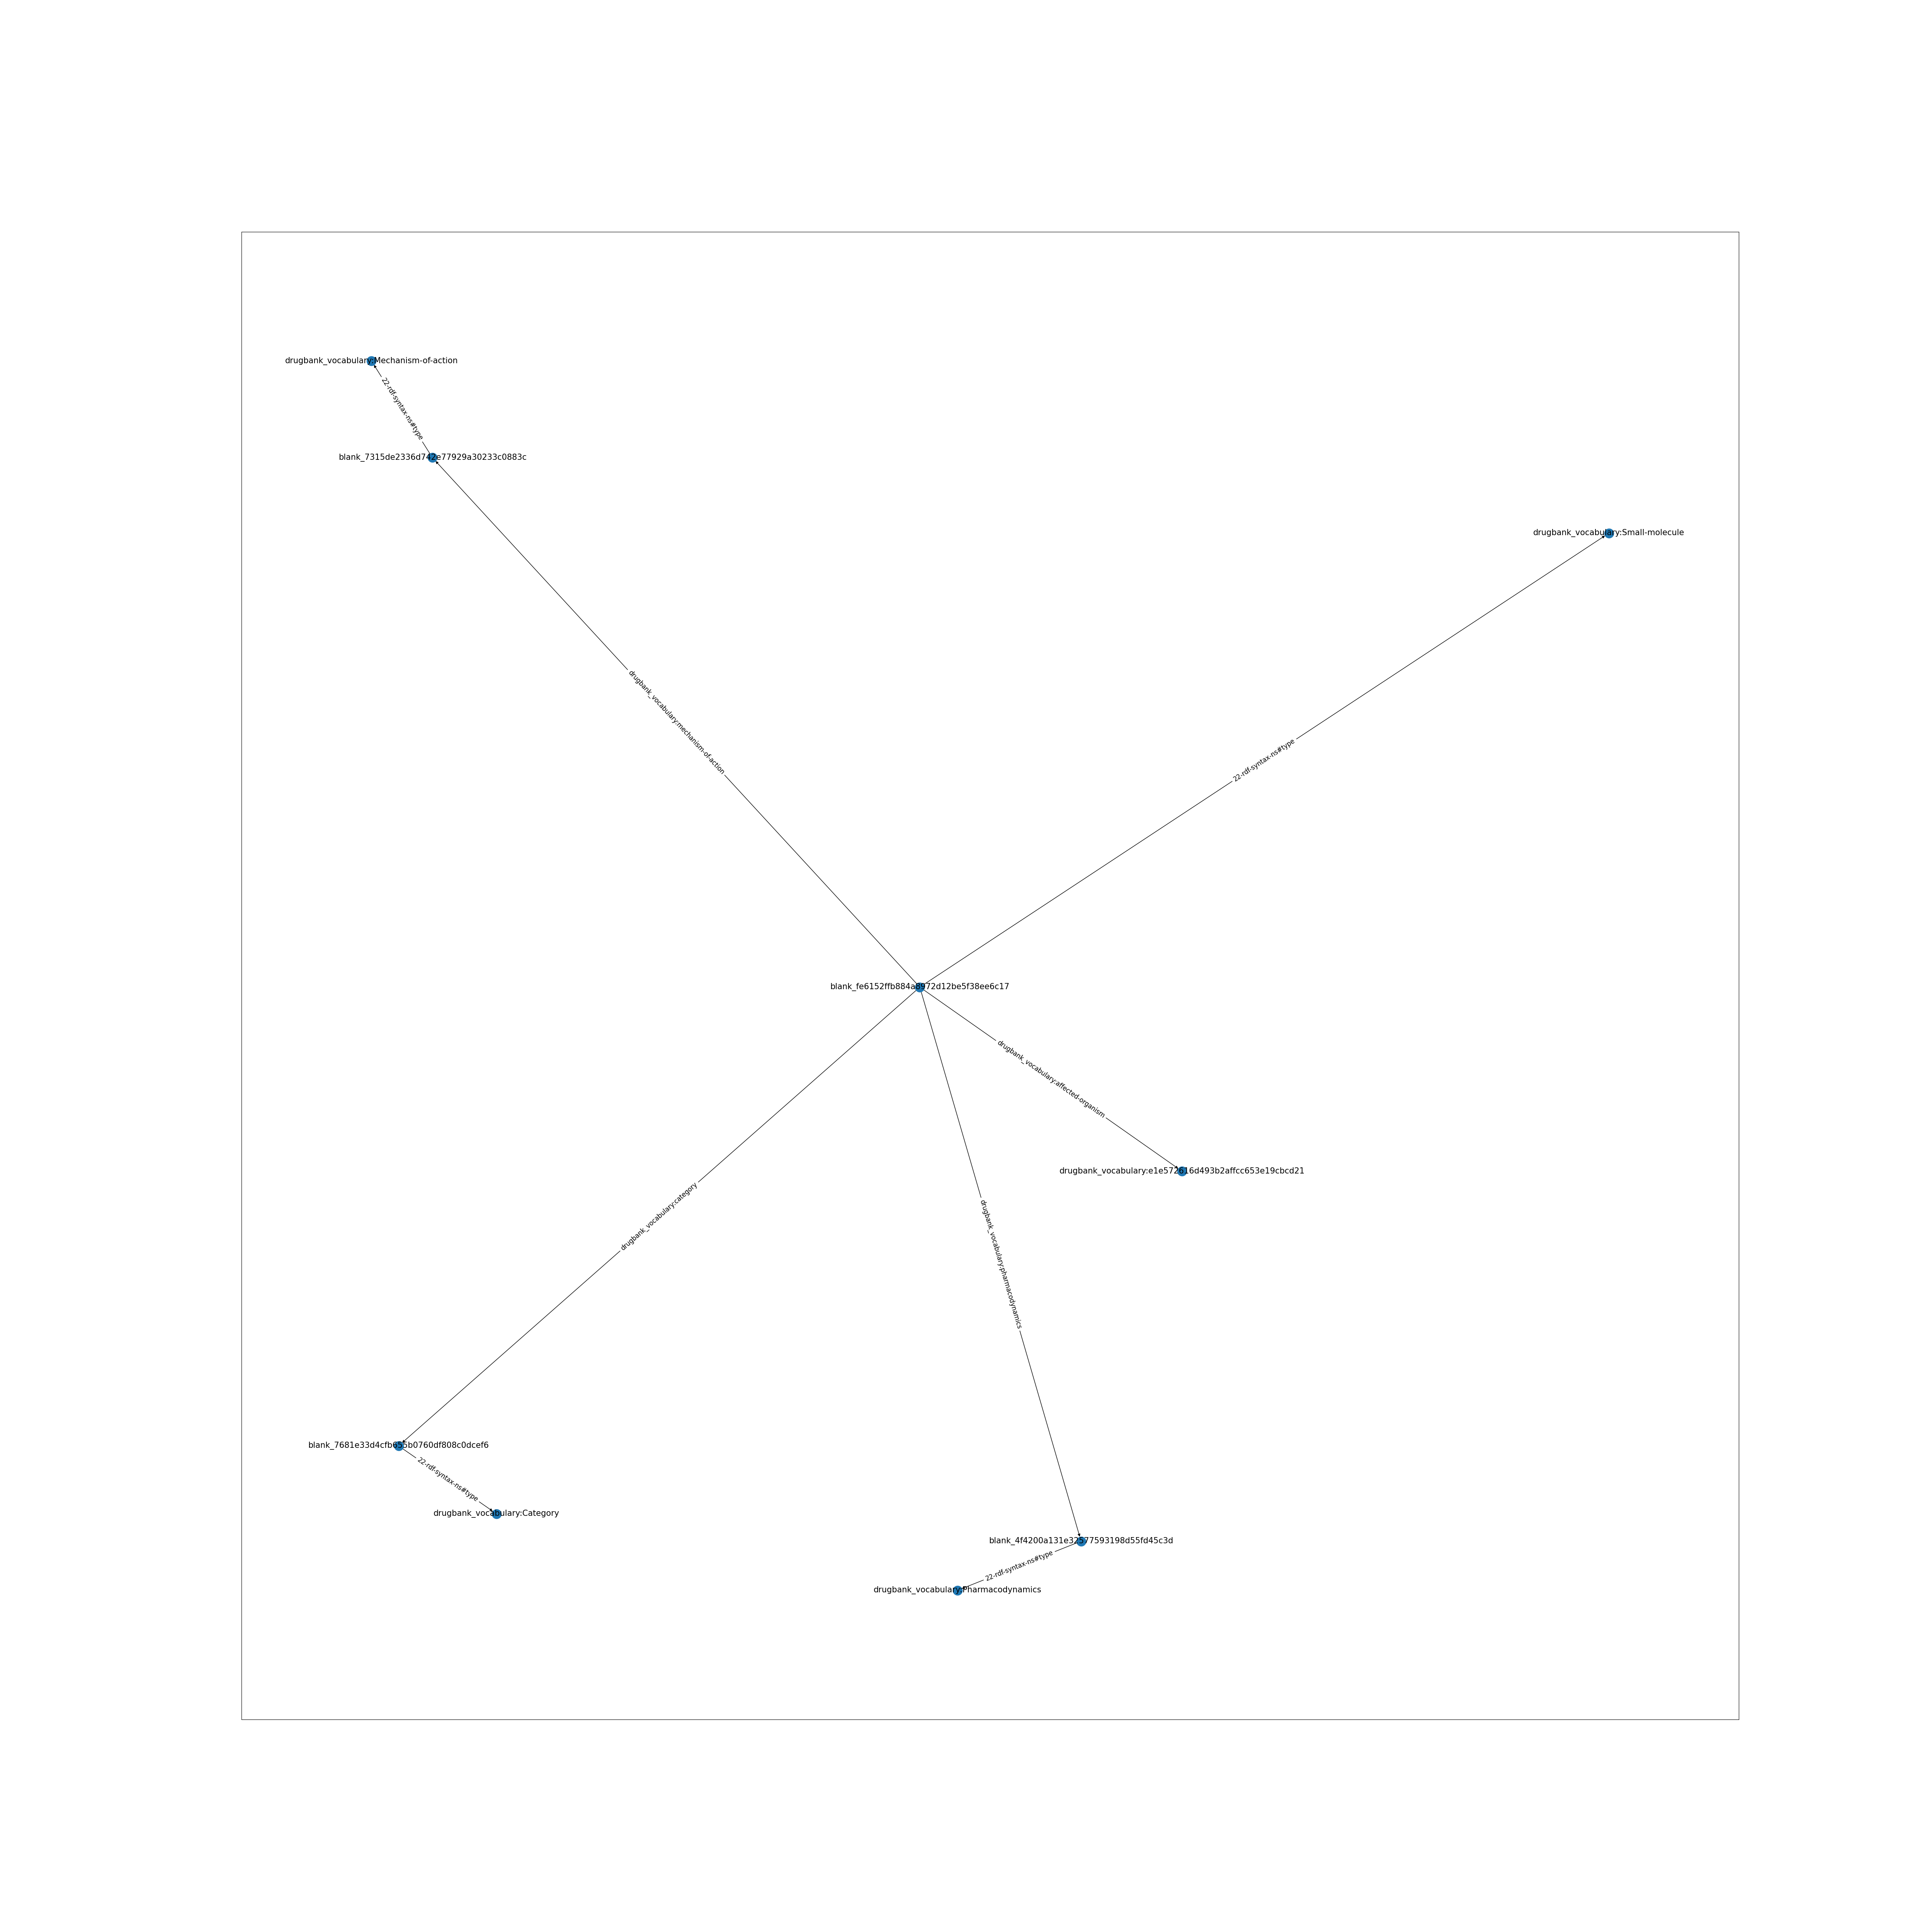 drugbank_vocabulary:Mechanism-of-action
22-rdf-syntax-ns#type
blank_7315de2336d742e77929a30233c0883c
drugbank_vocabulary:Small-molecule
drugbank_vocabulary:mechanism-of-action
22-rdf-syntax-ns#type
blank_fe6152ffb884a8972d12be5f38ee6c17
drugbank_vocabulary:affected-organism
drugbank_vocabulary:e1e572616d493b2affcc653e19cbcd21
drugbank_vocabulary:category
drugbank_vocabulary:pharmacodynamics
blank_7681e33d4cfb655b0760df808c0dcef6
22-rdf-syntax-ns#type
drugbank_vocabulary:Category
blank_4f4200a131e32577593198d55fd45c3d
22-rdf-syntax-ns#type
drugbank_vocabulary:Pharmacodynamics